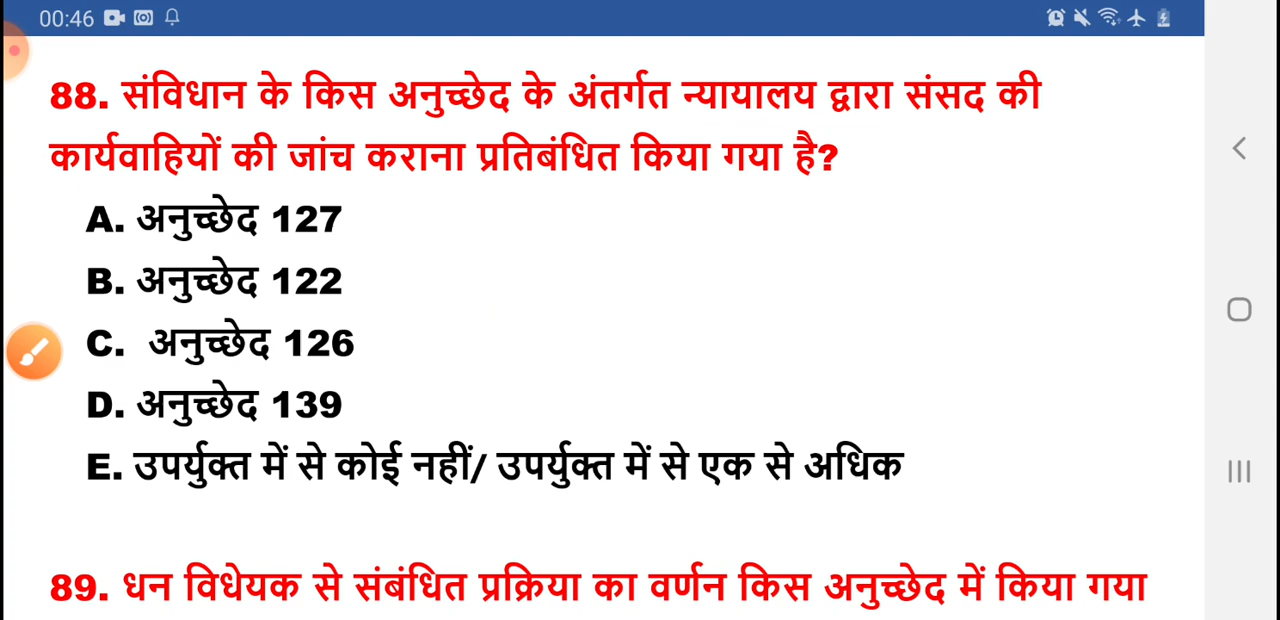 00:46
88. संविधान के किस अनुच्छेद के अंतर्गत न्यायालय द्वारा संसद की
कार्यवाहियों की जांच कराना प्रतिबंधित किया गया है?
A. अनुच्छेद 127
B. अनुच्छेद 122
C. अनुच्छेद 126
D. अनुच्छेद 139
E. उपर्युक्त में से कोई नहीं/ उपर्युक्त में से एक से अधिक
89. धन विधेयक से संबंधित प्रक्रिया का वर्णन किस अनुच्छेद में किया गया